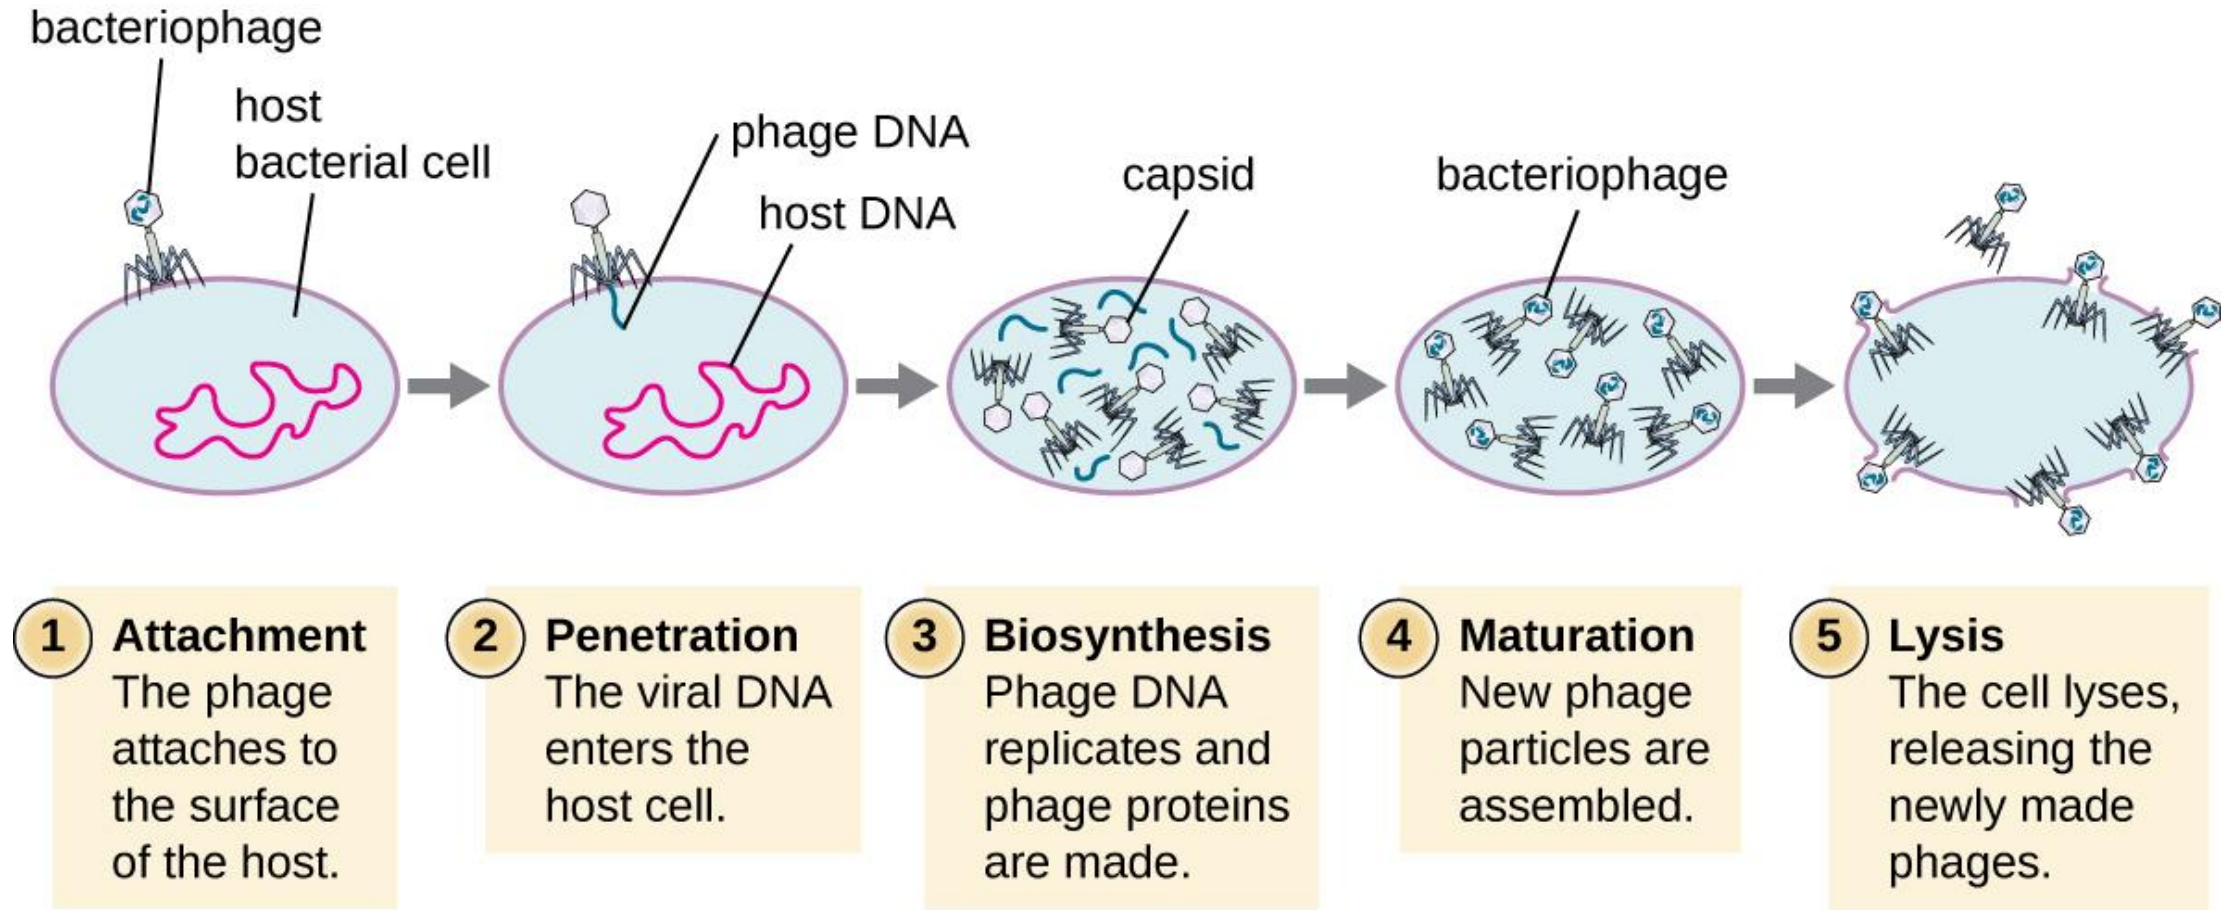 bacteriophage
host
bacterial cell
phage DNA
host DNA
capsid
bacteriophage
1 Attachment
The phage
attaches to
the surface
of the host.
2 Penetration
The viral DNA
enters the
host cell.
3 Biosynthesis
Phage DNA
replicates and
phage proteins
are made.
4 Maturation
New phage
particles are
assembled.
5 Lysis
The cell lyses,
releasing the
newly made
phages.